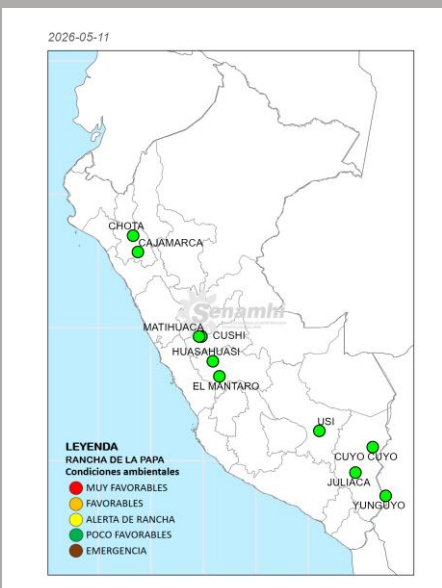 2026-05-11
CHOTA
CAJAMARCA
Senamhi
MATIHUACA
CUSHI
HUASAHUASI
EL MANTARO
USI
CUYO CUYO
JULIACA
YUNGUYO
LEYENDA
RANCHA DE LA PAPA
Condiciones ambientales
MUY FAVORABLES
FAVORABLES
ALERTA DE RANCHA
POCO FAVORABLES
EMERGENCIA